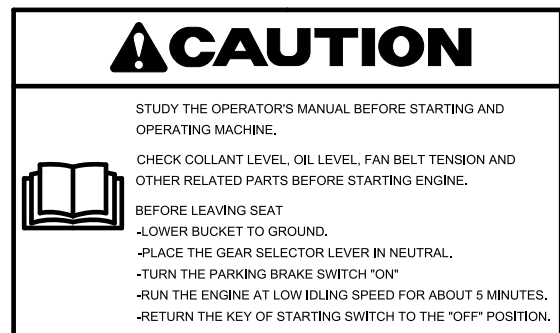 CAUTION
STUDY THE OPERATOR'S MANUAL BEFORE STARTING AND
OPERATING MACHINE.
CHECK COLLANT LEVEL, OIL LEVEL, FAN BELT TENSION AND
OTHER RELATED PARTS BEFORE STARTING ENGINE.
BEFORE LEAVING SEAT
-LOWER BUCKET TO GROUND.
-PLACE THE GEAR SELECTOR LEVER IN NEUTRAL.
-TURN THE PARKING BRAKE SWITCH "ON"
-RUN THE ENGINE AT LOW IDLING SPEED FOR ABOUT 5 MINUTES.
-RETURN THE KEY OF STARTING SWITCH TO THE "OFF" POSITION.